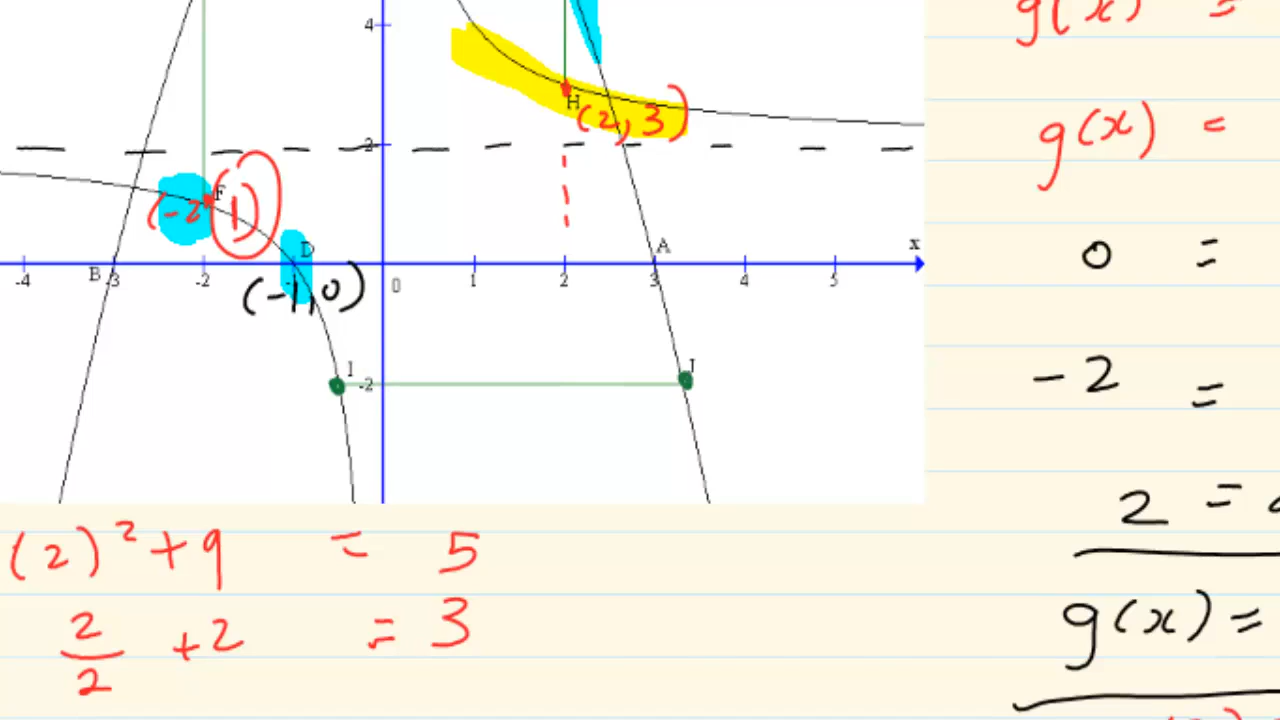 g(x) =
4
H
(2, 3)
g(x) =
2
F
(-2, 1)
D
A
x
0 =
-4
B
-3
-2
-1
0
1
2
3
4
5
(-1, 0)
I
-2
J
-2 =
2 =
(2)² + 9 = 5
g(x) =
2/2 + 2 = 3